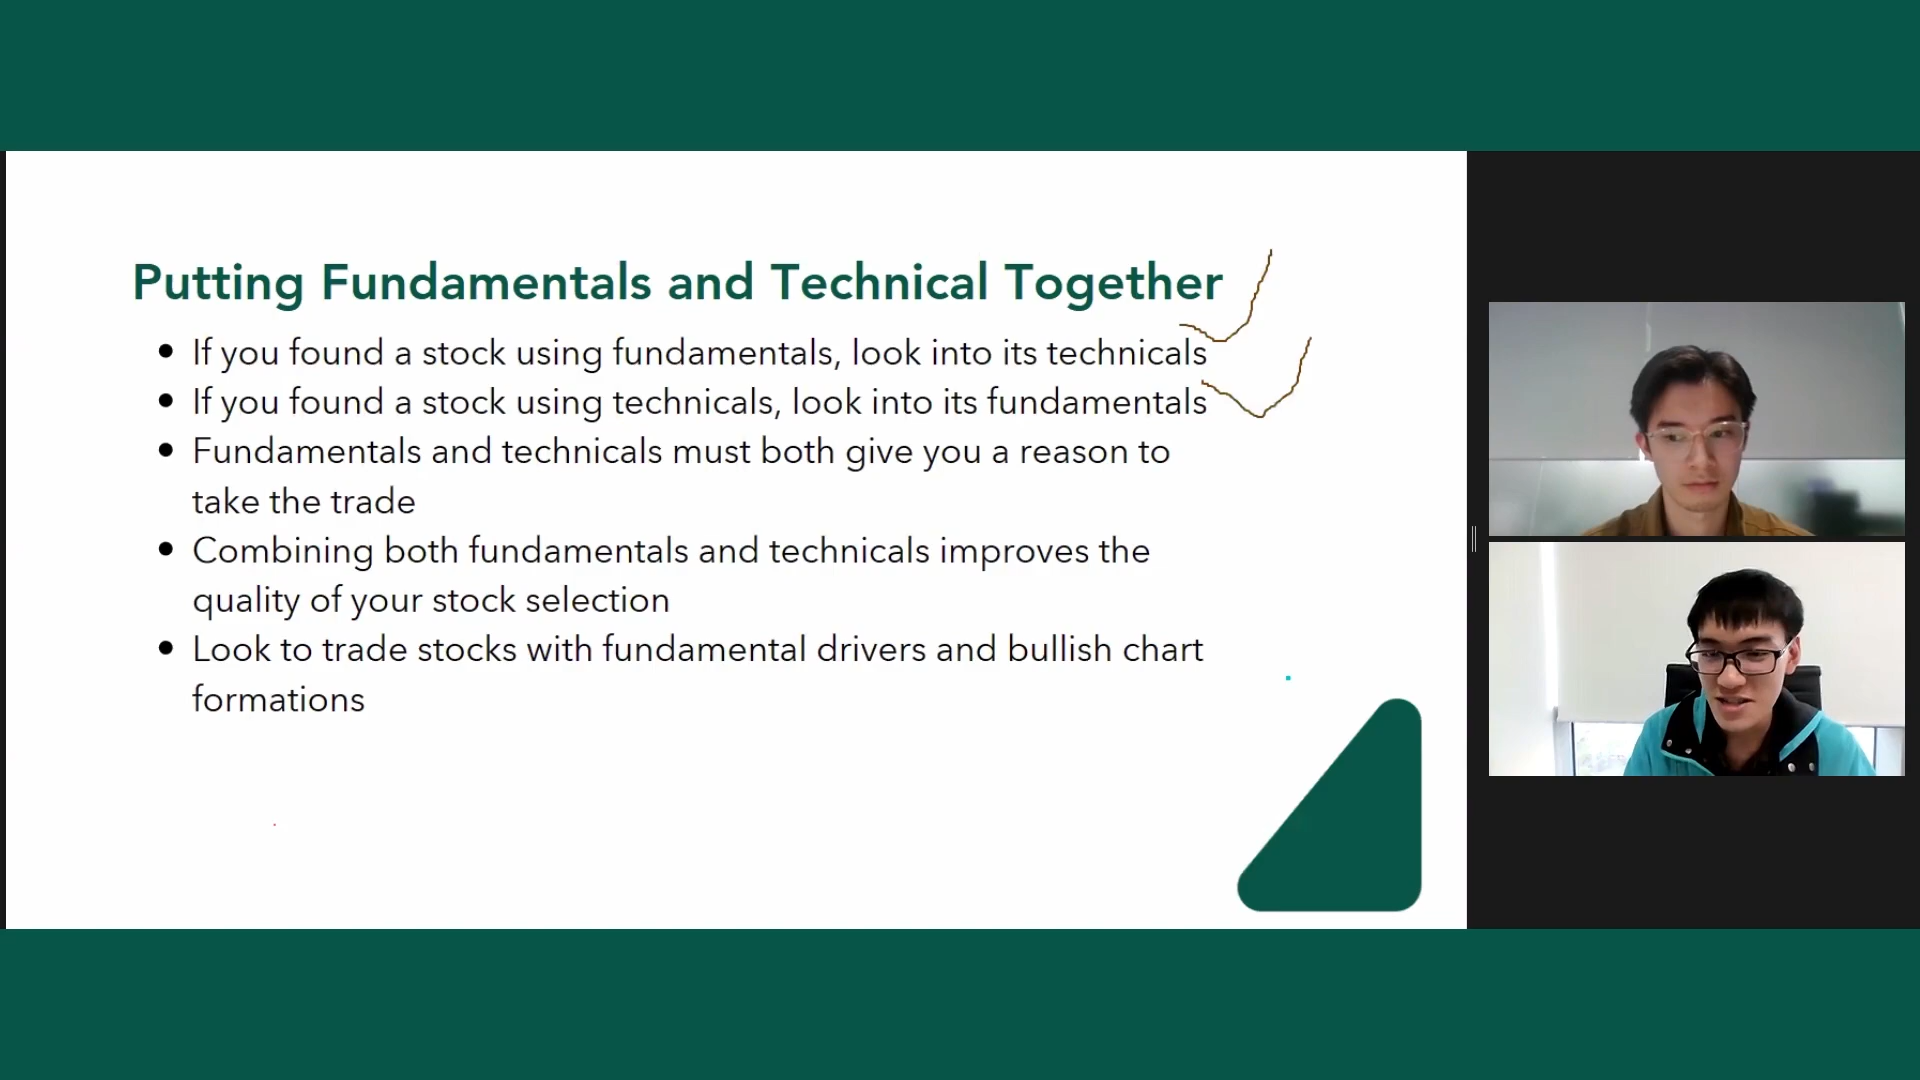 Putting Fundamentals and Technical Together
• If you found a stock using fundamentals, look into its technicals
• If you found a stock using technicals, look into its fundamentals
• Fundamentals and technicals must both give you a reason to
take the trade
• Combining both fundamentals and technicals improves the
quality of your stock selection
• Look to trade stocks with fundamental drivers and bullish chart
formations